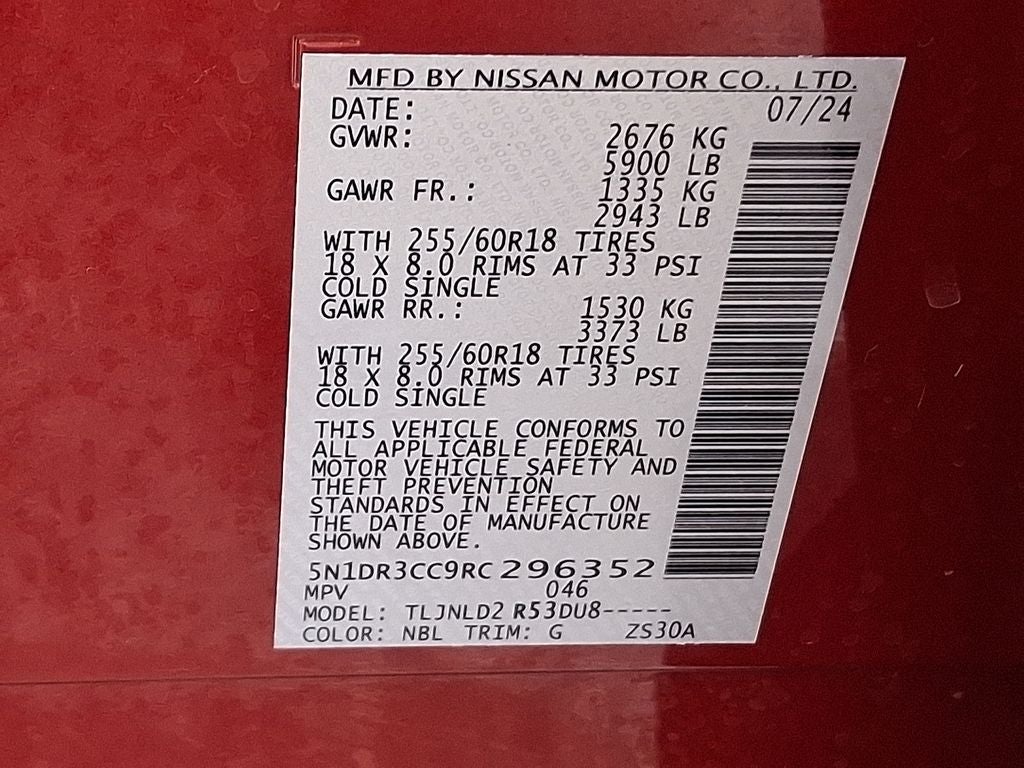 MFD BY NISSAN MOTOR CO., LTD.
DATE: 07/24
GVWR: 2676 KG
5900 LB
GAWR FR.: 1335 KG
2943 LB
WITH 255/60R18 TIRES
18 X 8.0 RIMS AT 33 PSI
COLD SINGLE
GAWR RR.: 1530 KG
3373 LB
WITH 255/60R18 TIRES
18 X 8.0 RIMS AT 33 PSI
COLD SINGLE
THIS VEHICLE CONFORMS TO
ALL APPLICABLE FEDERAL
MOTOR VEHICLE SAFETY AND
THEFT PREVENTION
STANDARDS IN EFFECT ON
THE DATE OF MANUFACTURE
SHOWN ABOVE.
5N1DR3CC9RC296352
MPV 046
MODEL: TLJNLD2 R53DU8-----
COLOR: NBL TRIM: G ZS30A